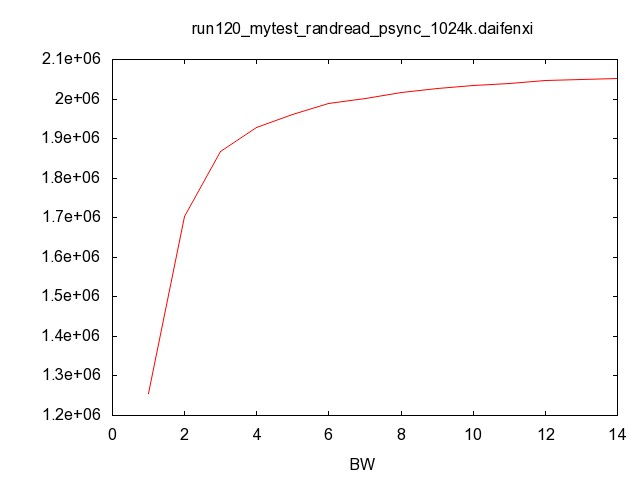 run120_mytest_randread_psync_1024k.daifenxi
2.1e+06
2e+06
1.9e+06
1.8e+06
1.7e+06
1.6e+06
1.5e+06
1.4e+06
1.3e+06
1.2e+06
0 2 4 6 8 10 12 14
BW